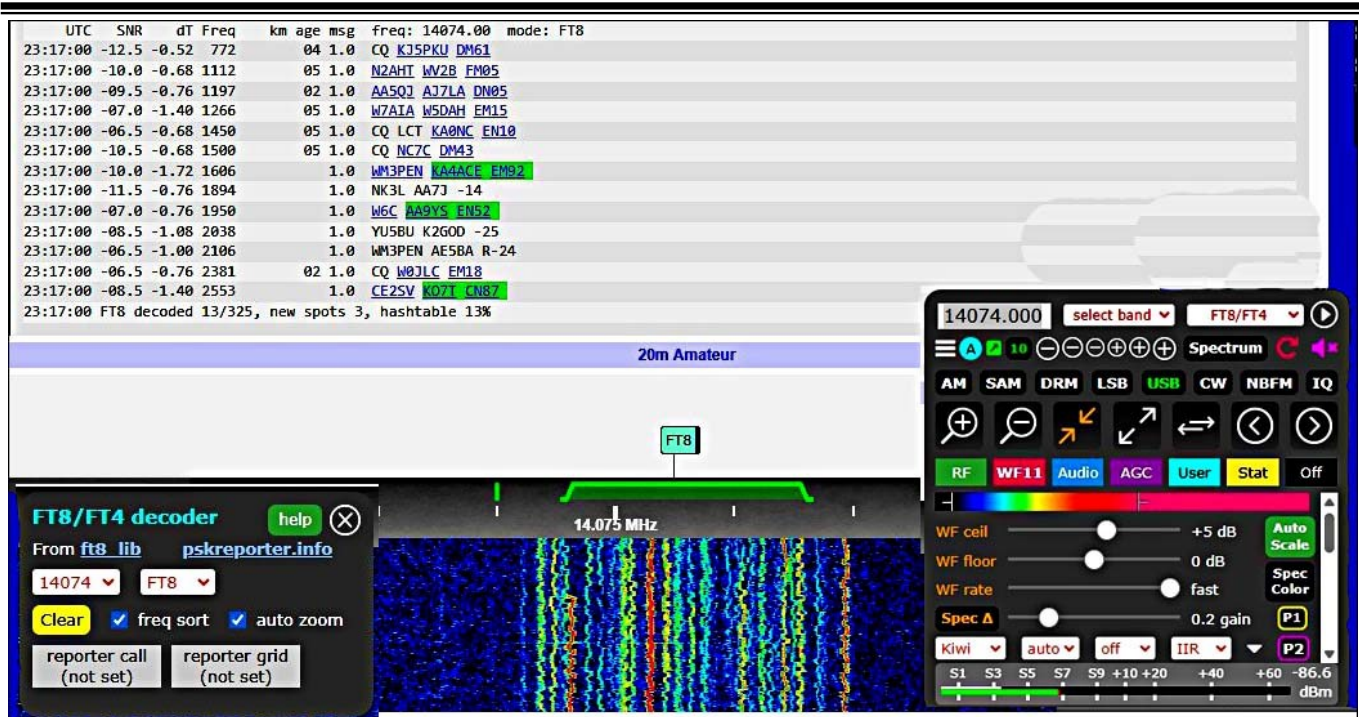 UTC SNR dT Freq km age msg freq: 14074.00 mode: FT8
23:17:00 -12.5 -0.52 772 04 1.0 CQ KJ5PKU DM61
23:17:00 -10.0 -0.68 1112 05 1.0 N2AHT WV2B FM05
23:17:00 -09.5 -0.76 1197 02 1.0 AA5QJ AJ7LA DN05
23:17:00 -07.0 -1.40 1266 05 1.0 W7AIA W5DAH EM15
23:17:00 -06.5 -0.68 1450 05 1.0 CQ LCT KA0NC EN10
23:17:00 -10.5 -0.68 1500 05 1.0 CQ NC7C DM43
23:17:00 -10.0 -1.72 1606 1.0 WM3PEN KA4ACE EM92
23:17:00 -11.5 -0.76 1894 1.0 NK3L AA7J -14
23:17:00 -07.0 -0.76 1950 1.0 W6C AA9YS EN52
23:17:00 -08.5 -1.08 2038 1.0 YU5BU K2GOD -25
23:17:00 -06.5 -1.00 2106 1.0 WM3PEN AE5BA R-24
23:17:00 -06.5 -0.76 2381 02 1.0 CQ W0JLC EM18
23:17:00 -08.5 -1.40 2553 1.0 CE2SV KO7T CN87
23:17:00 FT8 decoded 13/325, new spots 3, hashtable 13%
20m Amateur
FT8
14.075 MHz
FT8/FT4 decoder help
From ft8_lib pskreporter.info
14074 FT8
Clear freq sort auto zoom
reporter call (not set) reporter grid (not set)
14074.000 select band FT8/FT4
A 10 Spectrum
AM SAM DRM LSB USB CW NBFM IQ
RF WF11 Audio AGC User Stat Off
WF ceil +5 dB Auto Scale
WF floor 0 dB
WF rate fast Spec Color
Spec Δ 0.2 gain P1
Kiwi auto off IIR P2
S1 S3 S5 S7 S9 +10 +20 +40 +60 -86.6 dBm